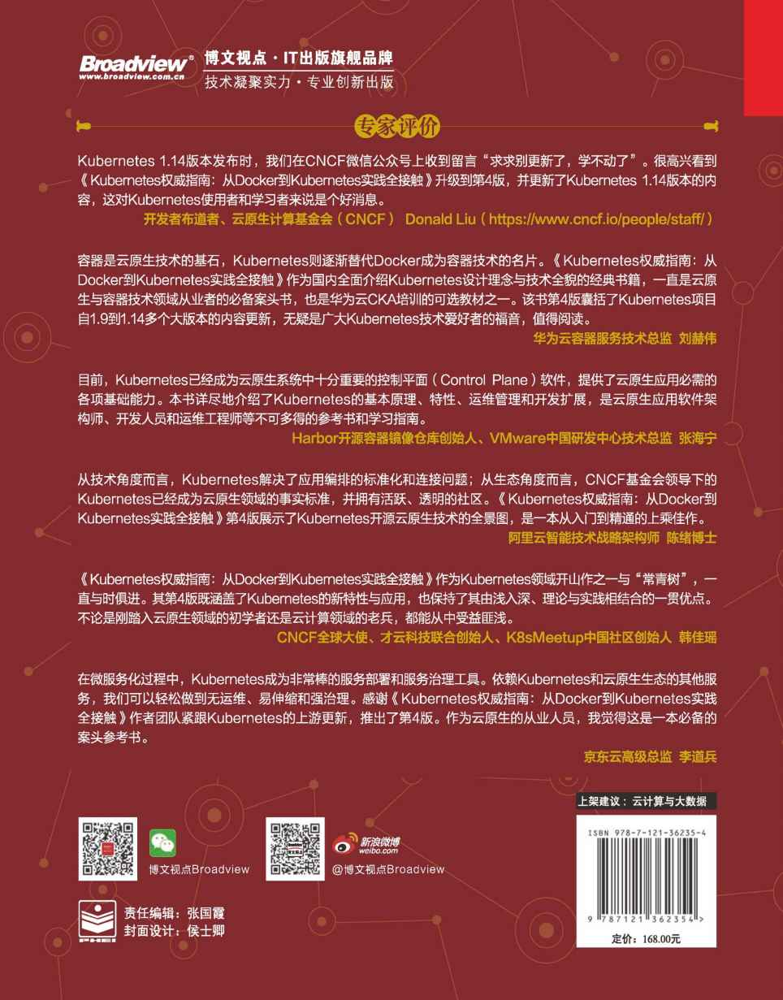 Broadview®
www.broadview.com.cn
博文视点·IT出版旗舰品牌
技术凝聚实力·专业创新出版
专家评价
Kubernetes 1.14版本发布时，我们在CNCF微信公众号上收到留言“求求别更新了，学不动了”。很高兴看到
《Kubernetes权威指南：从Docker到Kubernetes实践全接触》升级到第4版，并更新了Kubernetes 1.14版本的内
容，这对Kubernetes使用者和学习者来说是个好消息。
开发者布道者、云原生计算基金会（CNCF） Donald Liu（https://www.cncf.io/people/staff/）
容器是云原生技术的基石，Kubernetes则逐渐替代Docker成为容器技术的名片。《Kubernetes权威指南：从
Docker到Kubernetes实践全接触》作为国内全面介绍Kubernetes设计理念与技术全貌的经典书籍，一直是云原
生与容器技术领域从业者的必备案头书，也是华为云CKA培训的可选教材之一。该书第4版囊括了Kubernetes项目
自1.9到1.14多个大版本的内容更新，无疑是广大Kubernetes技术爱好者的福音，值得阅读。
华为云容器服务技术总监 刘赫伟
目前，Kubernetes已经成为云原生系统中十分重要的控制平面（Control Plane）软件，提供了云原生应用必需的
各项基础能力。本书详尽地介绍了Kubernetes的基本原理、特性、运维管理和开发扩展，是云原生应用软件架
构师、开发人员和运维工程师等不可多得的参考书和学习指南。
Harbor开源容器镜像仓库创始人、VMware中国研发中心技术总监 张海宁
从技术角度而言，Kubernetes解决了应用编排的标准化和连接问题；从生态角度而言，CNCF基金会领导下的
Kubernetes已经成为云原生领域的事实标准，并拥有活跃、透明的社区。《Kubernetes权威指南：从Docker到
Kubernetes实践全接触》第4版展示了Kubernetes开源云原生技术的全景图，是一本从入门到精通的上乘佳作。
阿里云智能技术战略架构师 陈绪博士
《Kubernetes权威指南：从Docker到Kubernetes实践全接触》作为Kubernetes领域开山作之一与“常青树”，一
直与时俱进。其第4版既涵盖了Kubernetes的新特性与应用，也保持了其由浅入深、理论与实践相结合的一贯优点。
不论是刚踏入云原生领域的初学者还是云计算领域的老兵，都能从中受益匪浅。
CNCF全球大使、才云科技联合创始人、K8sMeetup中国社区创始人 韩佳瑶
在微服务化过程中，Kubernetes成为非常棒的服务部署和服务治理工具。依赖Kubernetes和云原生生态的其他服
务，我们可以轻松做到无运维、易伸缩和强治理。感谢《Kubernetes权威指南：从Docker到Kubernetes实践
全接触》作者团队紧跟Kubernetes的上游更新，推出了第4版。作为云原生的从业人员，我觉得这是一本必备的
案头参考书。
京东云高级总监 李道兵
上架建议：云计算与大数据
ISBN 978-7-121-36235-4
9 787121 362354 >
定价：168.00元
博文视点Broadview
新浪微博
weibo.com
@博文视点Broadview
PHEI
责任编辑：张国霞
封面设计：侯士卿